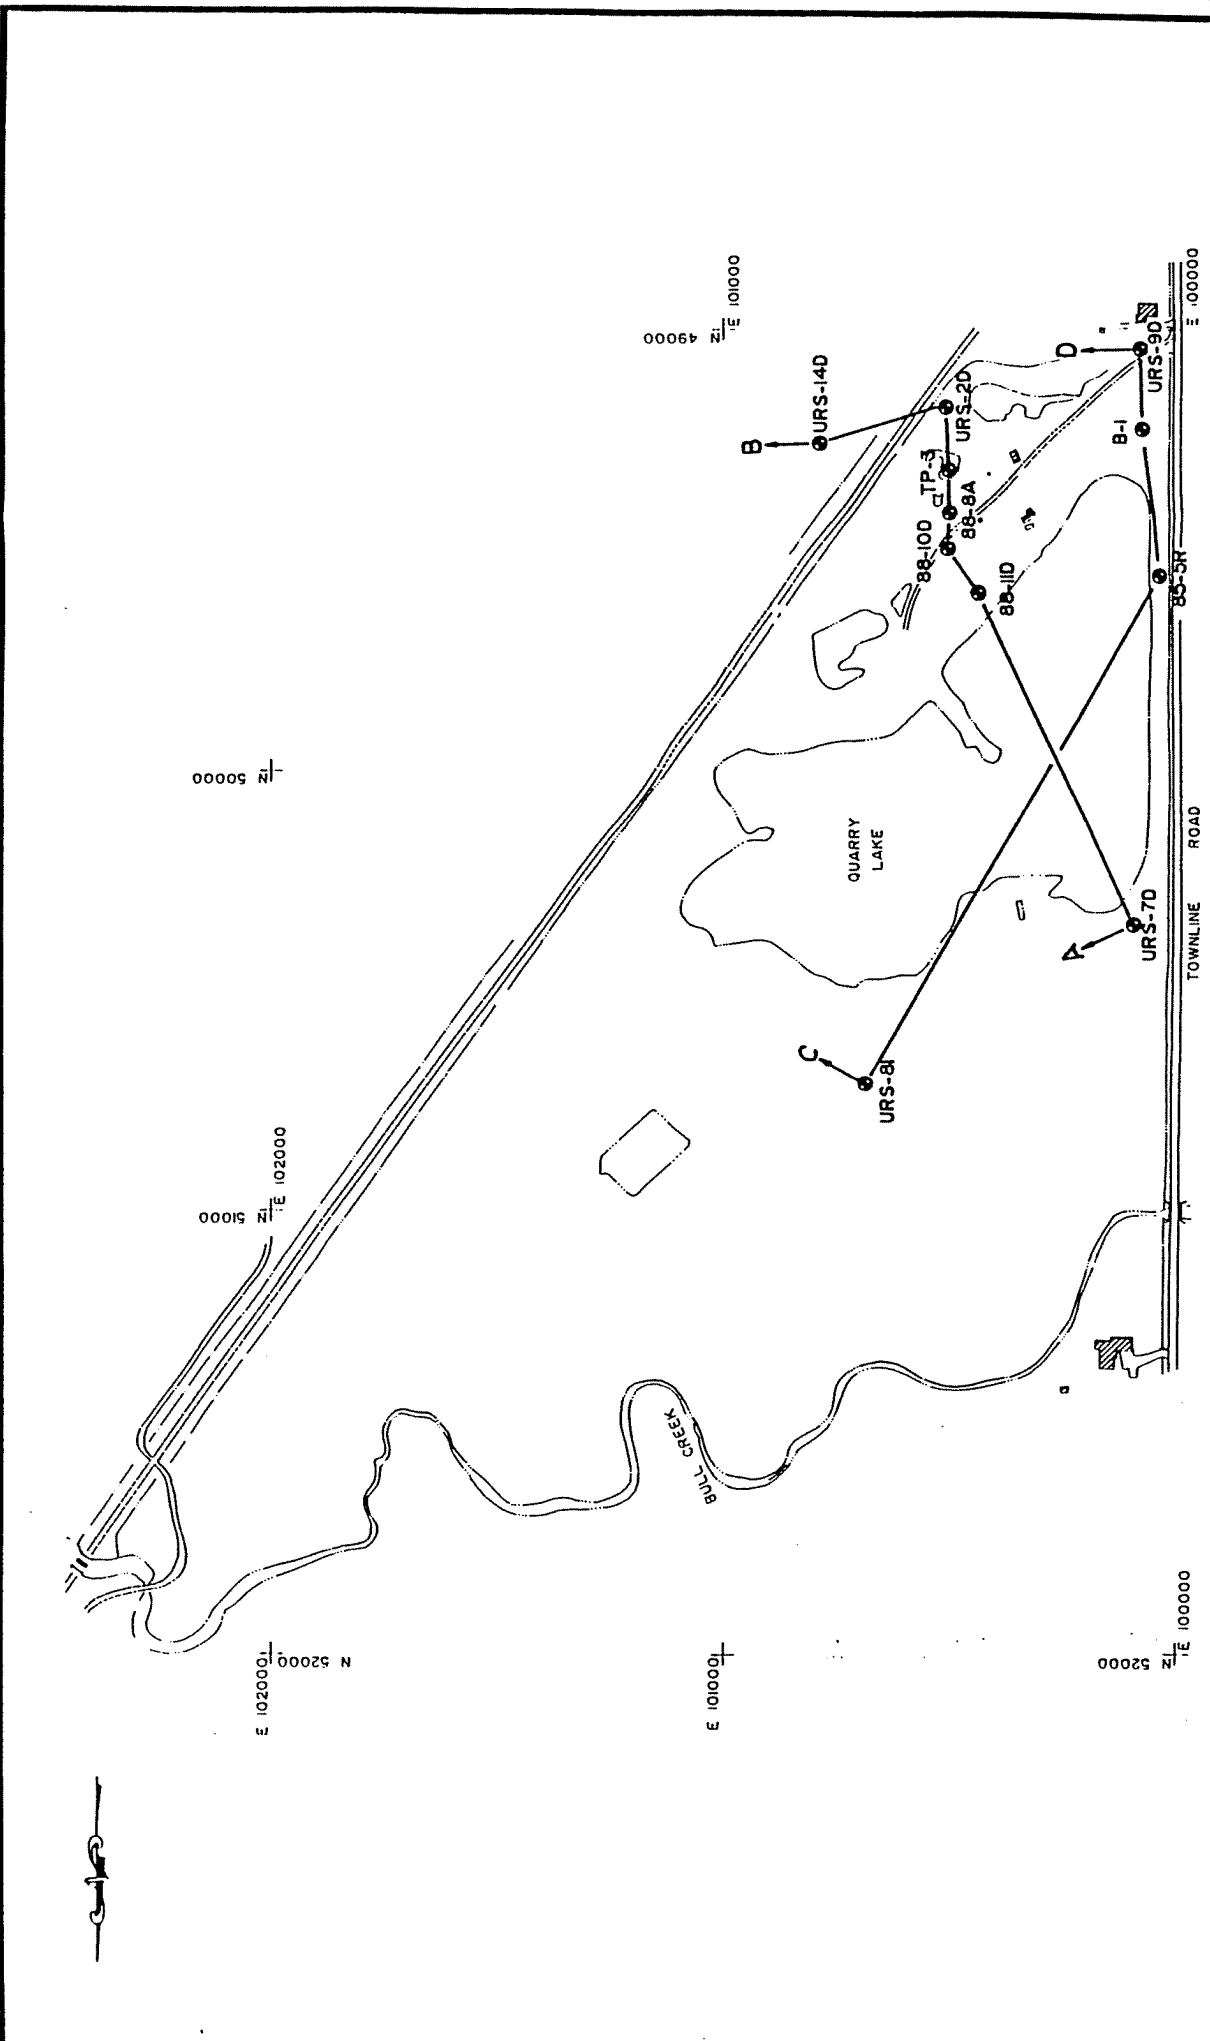 E 101000
N 49000
E 100000
D
URS-9D
B-1
B
URS-14D
URS-2D
TP-3
88-8A
88-10D
88-11D
85-5R
N 50000
QUARRY
LAKE
TOWNLINE ROAD
A
URS-7D
C
URS-8I
E 102000
N 51000
BULL CREEK
E 102000
N 52000
E 101000
N 52000
E 100000